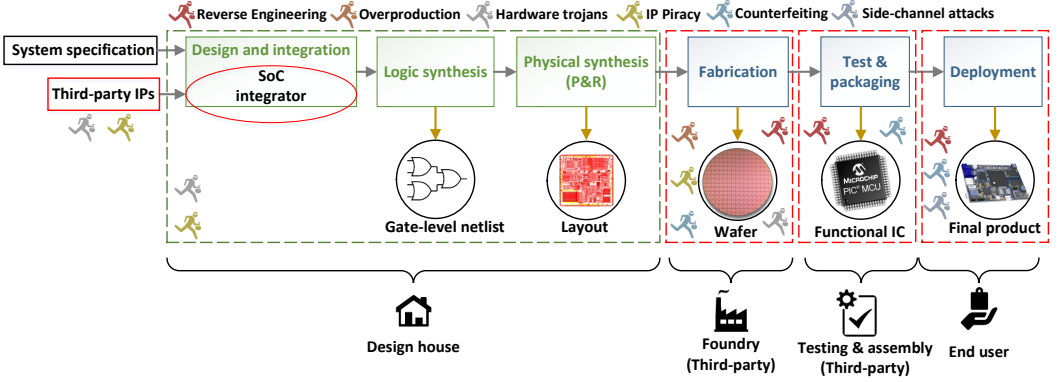 Reverse Engineering Overproduction Hardware trojans IP Piracy Counterfeiting Side-channel attacks
System specification
Third-party IPs
Design and integration
SoC
integrator
Logic synthesis
Physical synthesis
(P&R)
Fabrication
Test &
packaging
Deployment
MICROCHIP
PIC® MCU
Gate-level netlist
Layout
Wafer
Functional IC
Final product
Design house
Foundry
(Third-party)
Testing & assembly
(Third-party)
End user